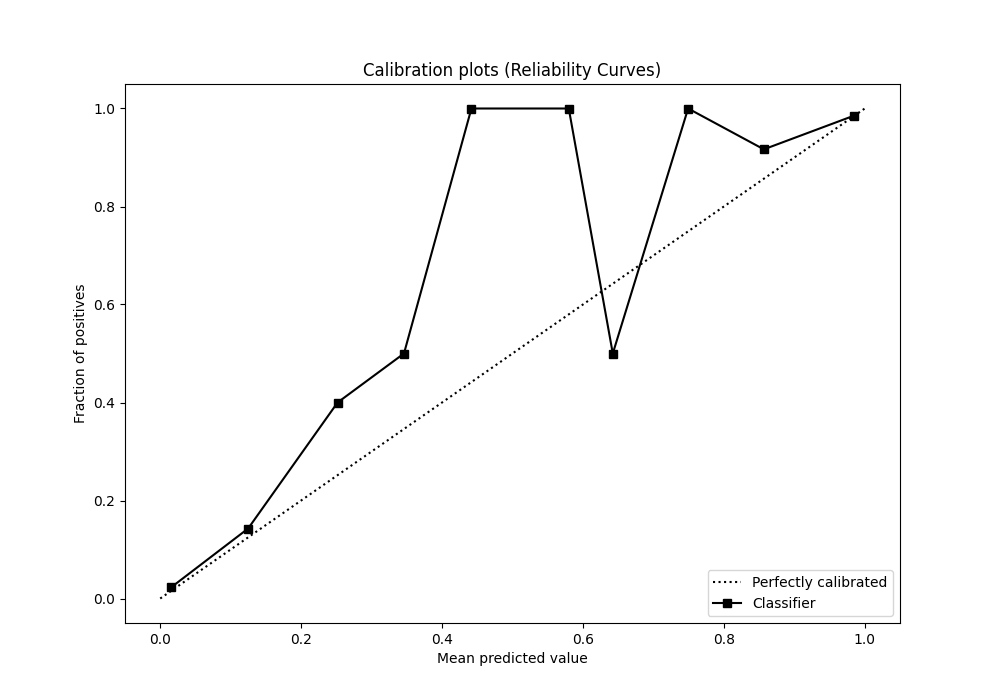 Calibration plots (Reliability Curves)
1.0
0.8
0.6
0.4
0.2
0.0
Fraction of positives
0.0 0.2 0.4 0.6 0.8 1.0
Mean predicted value
Perfectly calibrated
Classifier